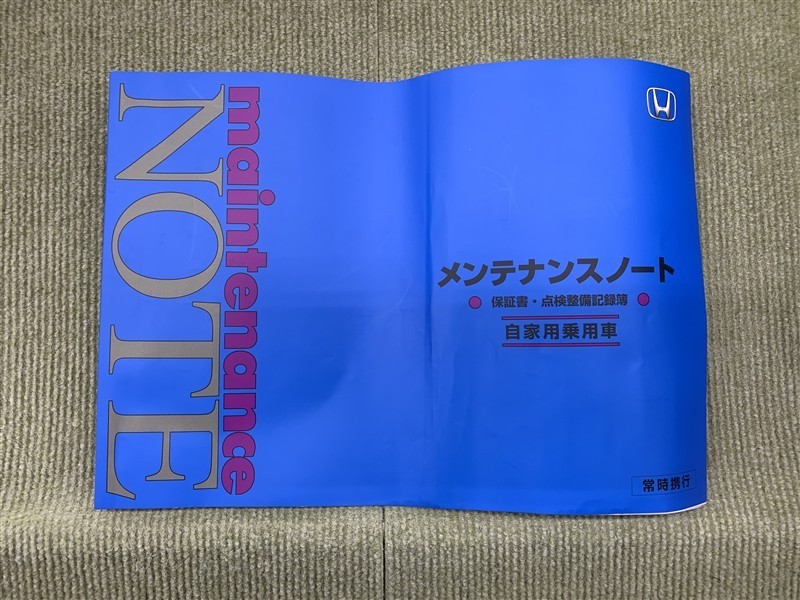 maintenance
NOTE
メンテナンスノート
保証書・点検整備記録簿
自家用乗用車
常時携行